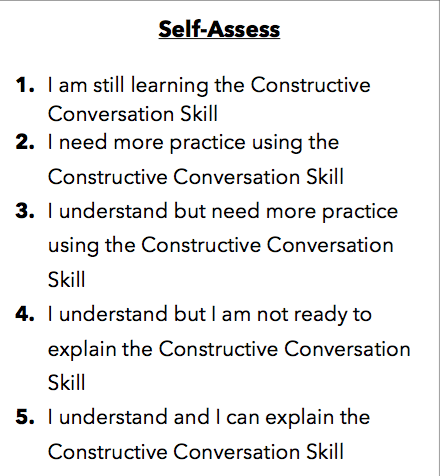 Self-Assess
1. I am still learning the Constructive
Conversation Skill
2. I need more practice using the
Constructive Conversation Skill
3. I understand but need more practice
using the Constructive Conversation
Skill
4. I understand but I am not ready to
explain the Constructive Conversation
Skill
5. I understand and I can explain the
Constructive Conversation Skill